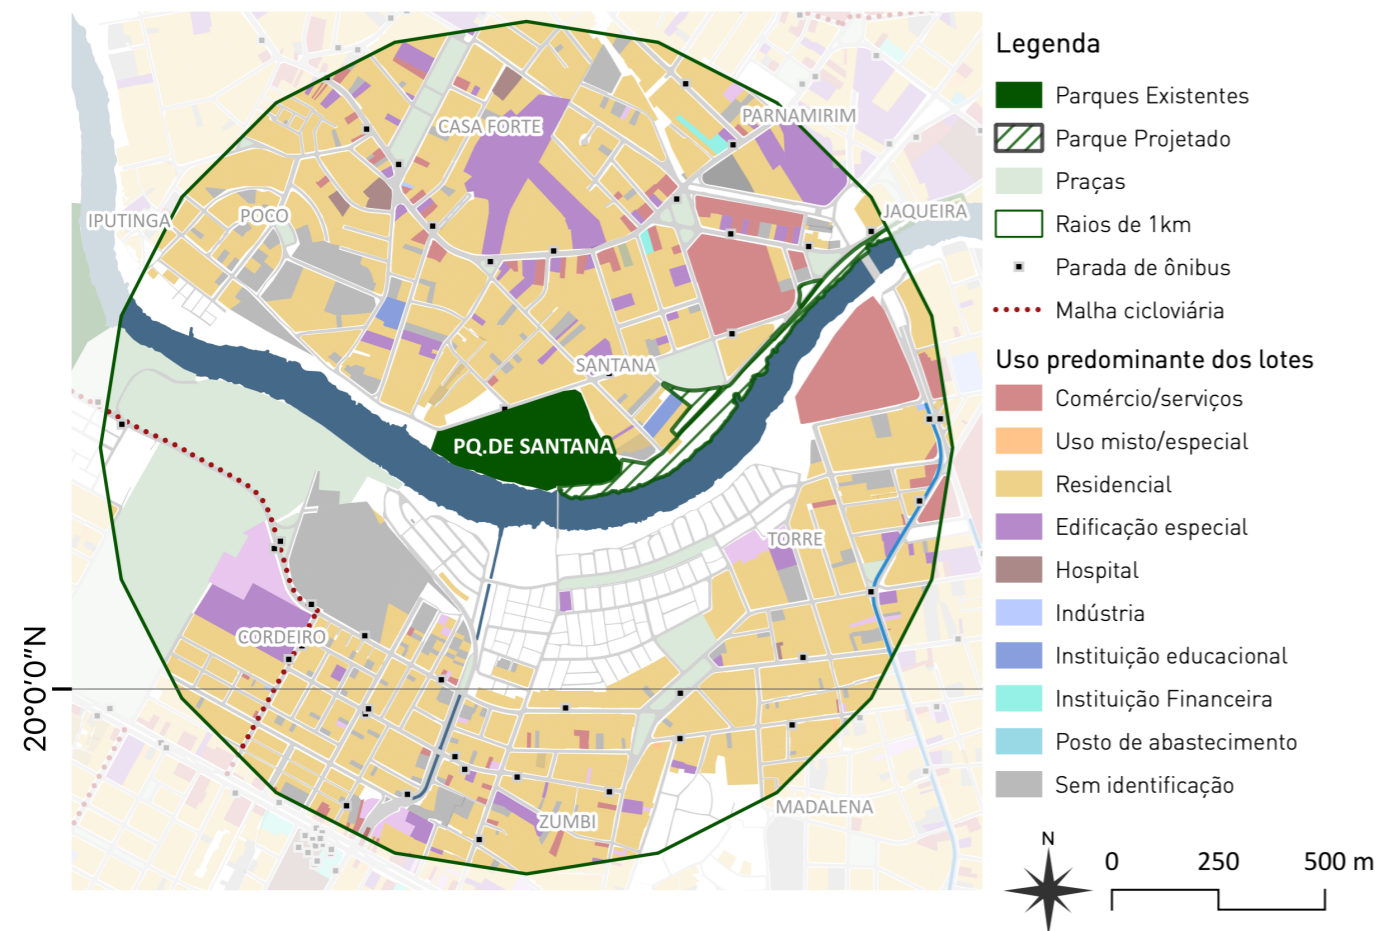 CASA FORTE
PARNAMIRIM
IPUTINGA
POCO
JAQUEIRA
SANTANA
PQ.DE SANTANA
TORRE
CORDEIRO
ZUMBI
MADALENA
20°0'0"N
Legenda
Parques Existentes
Parque Projetado
Praças
Raios de 1km
Parada de ônibus
Malha cicloviária
Uso predominante dos lotes
Comércio/serviços
Uso misto/especial
Residencial
Edificação especial
Hospital
Indústria
Instituição educacional
Instituição Financeira
Posto de abastecimento
Sem identificação
N
0 250 500 m